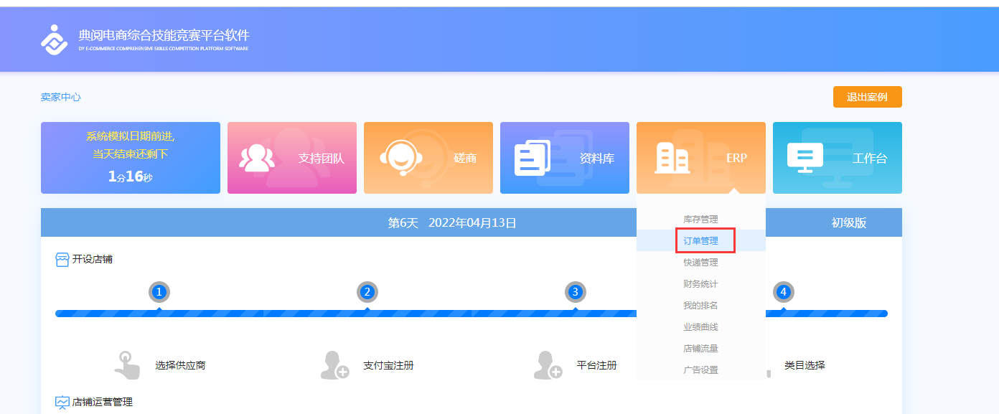 典阅电商综合技能竞赛平台软件
DY E-COMMERCE COMPREHENSIVE SKILLS COMPETITION PLATFORM SOFTWARE
卖家中心
退出案例
系统模拟日期前进,
当天结束还剩下
1分16秒
支持团队
磋商
资料库
ERP
工作台
库存管理
订单管理
快递管理
财务统计
我的排名
业绩曲线
店铺流量
广告设置
第6天 2022年04月13日
初级版
开设店铺
1
2
3
4
选择供应商
支付宝注册
平台注册
类目选择
店铺运营管理